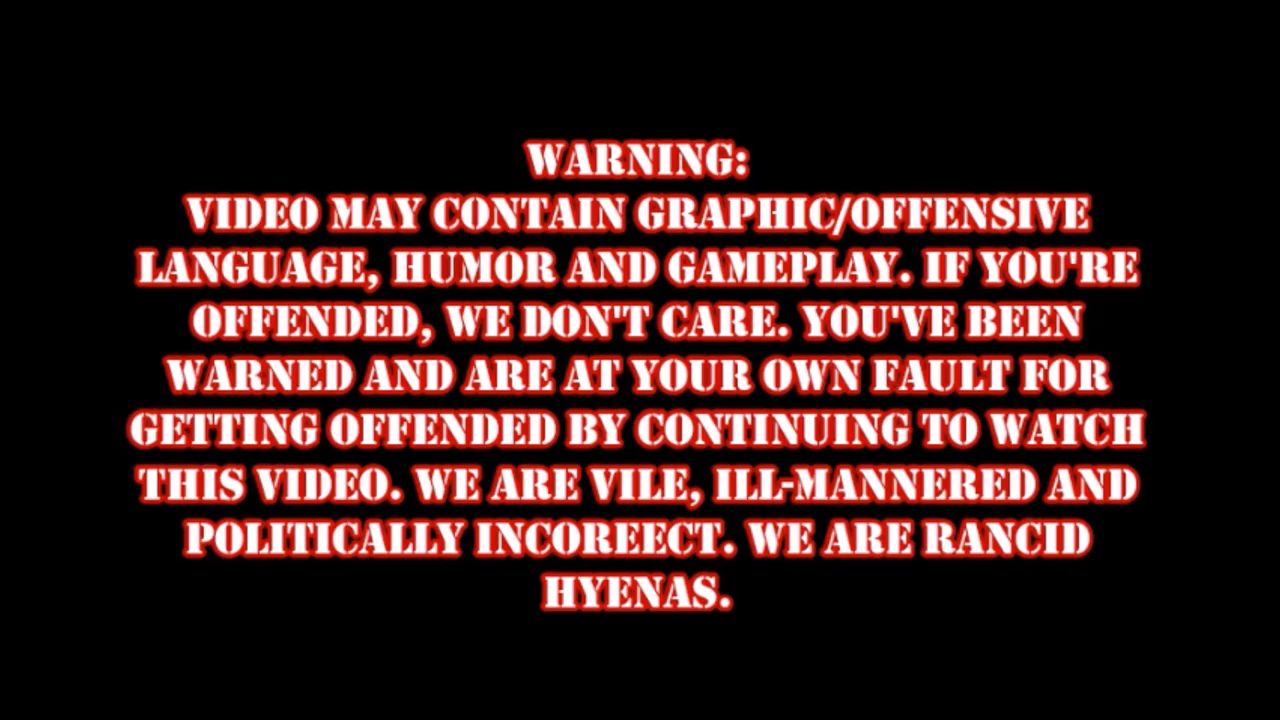 WARNING:
VIDEO MAY CONTAIN GRAPHIC/OFFENSIVE
LANGUAGE, HUMOR AND GAMEPLAY. IF YOU'RE
OFFENDED, WE DON'T CARE. YOU'VE BEEN
WARNED AND ARE AT YOUR OWN FAULT FOR
GETTING OFFENDED BY CONTINUING TO WATCH
THIS VIDEO. WE ARE VILE, ILL-MANNERED AND
POLITICALLY INCOREECT. WE ARE RANCID
HYENAS.